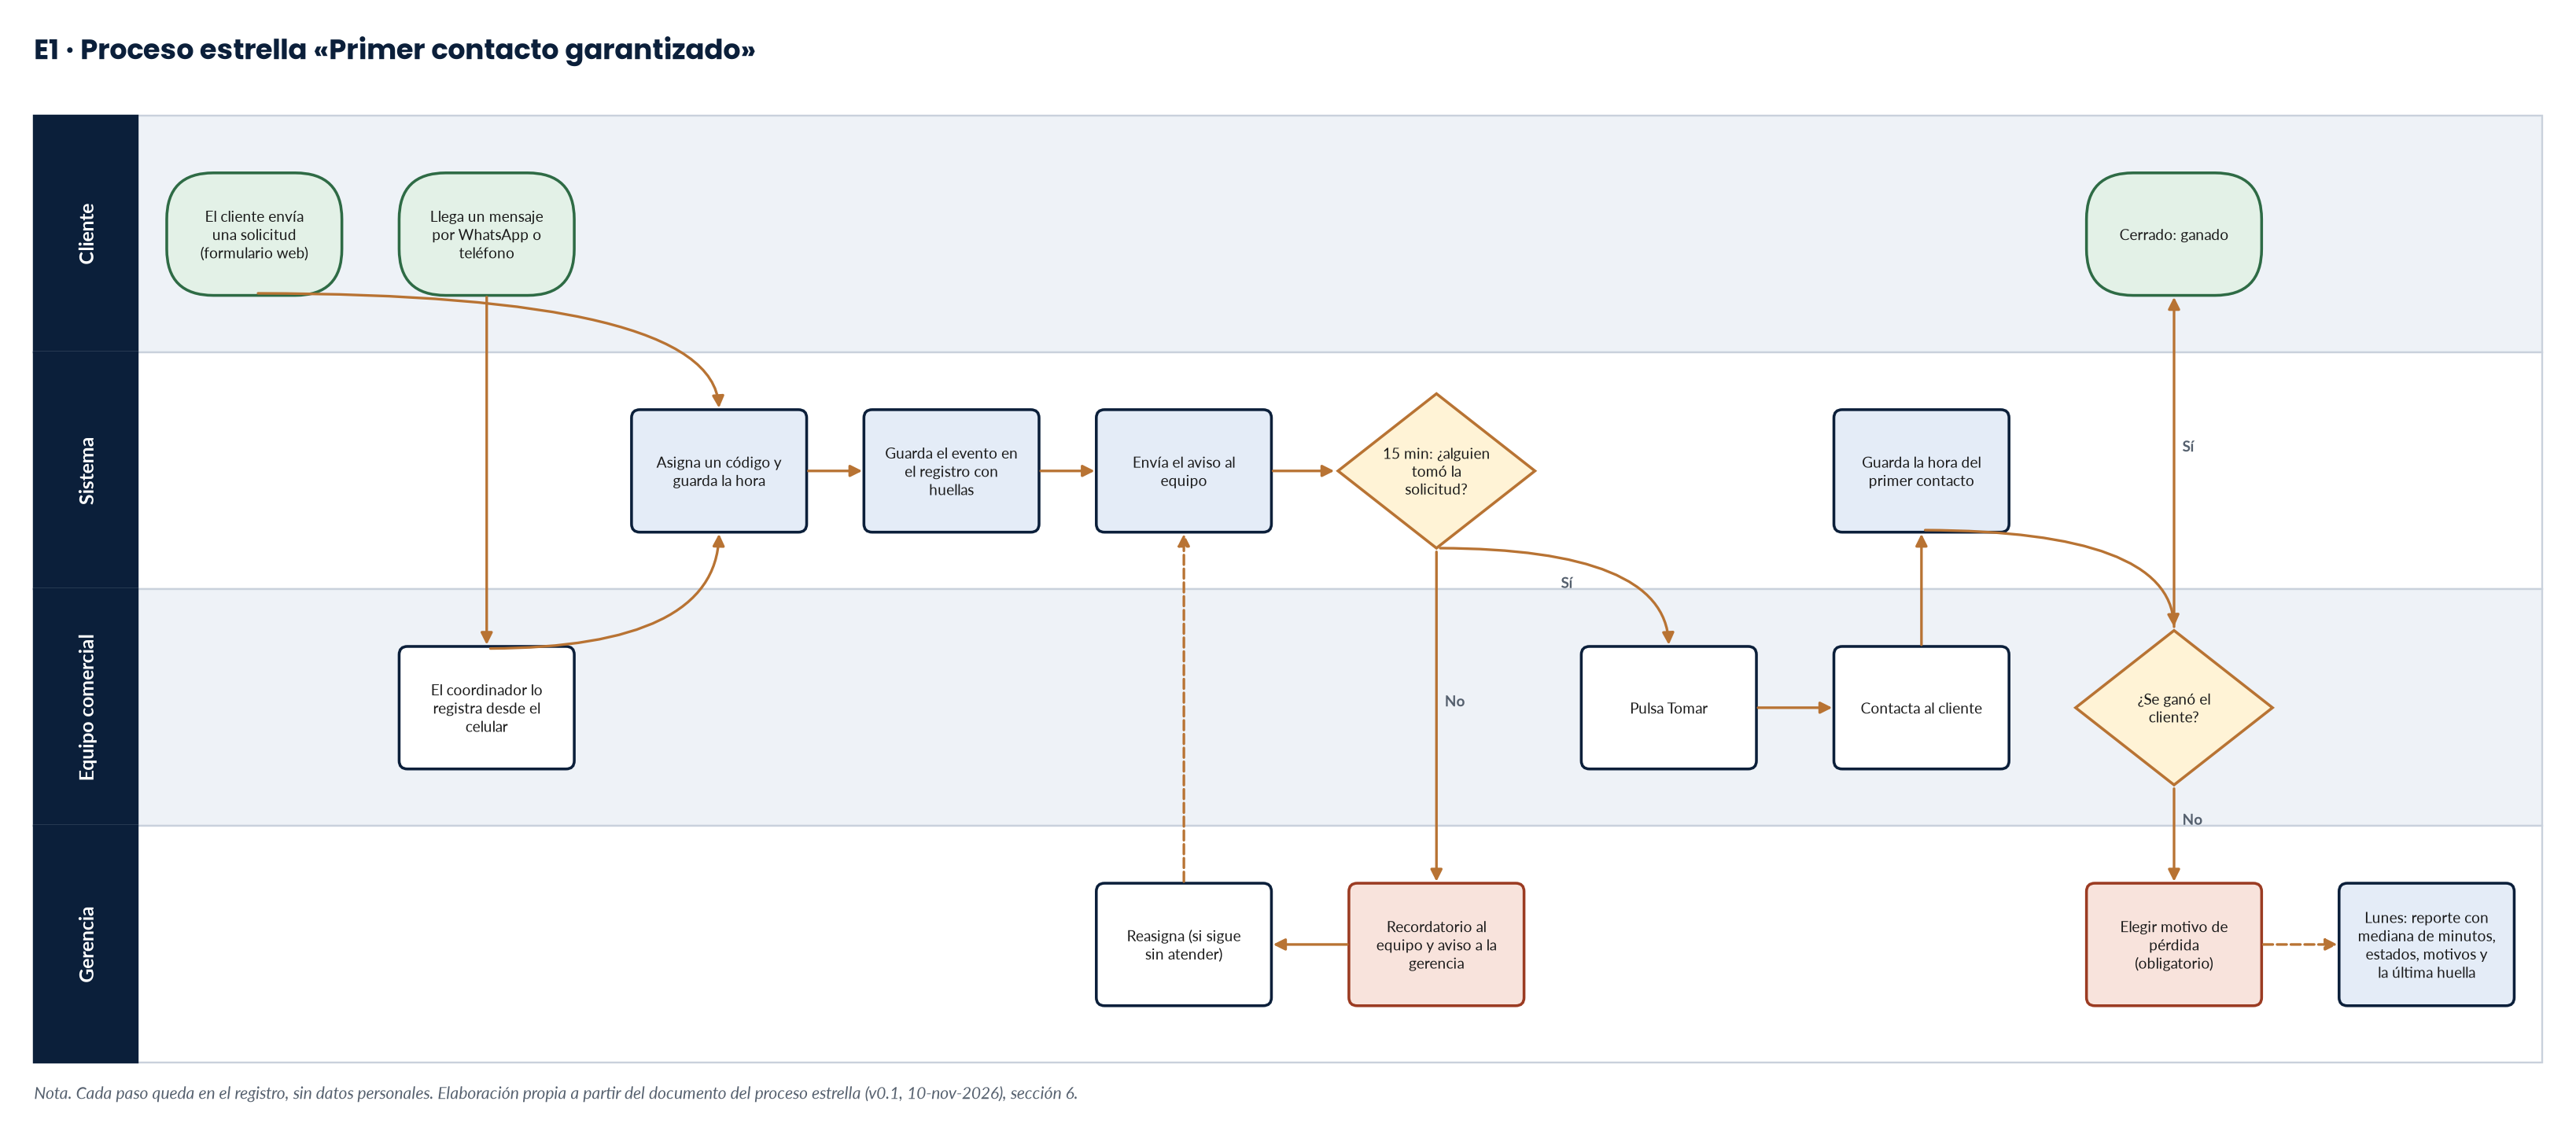 E1 · Proceso estrella «Primer contacto garantizado»
Cliente
El cliente envía
una solicitud
(formulario web)
Llega un mensaje
por WhatsApp o
teléfono
Cerrado: ganado
Sistema
Asigna un código y
guarda la hora
Guarda el evento en
el registro con
huellas
Envía el aviso al
equipo
15 min: ¿alguien
tomó la
solicitud?
Guarda la hora del
primer contacto
Sí
Sí
Equipo comercial
El coordinador lo
registra desde el
celular
No
Pulsa Tomar
Contacta al cliente
¿Se ganó el
cliente?
No
Gerencia
Reasigna (si sigue
sin atender)
Recordatorio al
equipo y aviso a la
gerencia
Elegir motivo de
pérdida
(obligatorio)
Lunes: reporte con
mediana de minutos,
estados, motivos y
la última huella
Nota. Cada paso queda en el registro, sin datos personales. Elaboración propia a partir del documento del proceso estrella (v0.1, 10-nov-2026), sección 6.